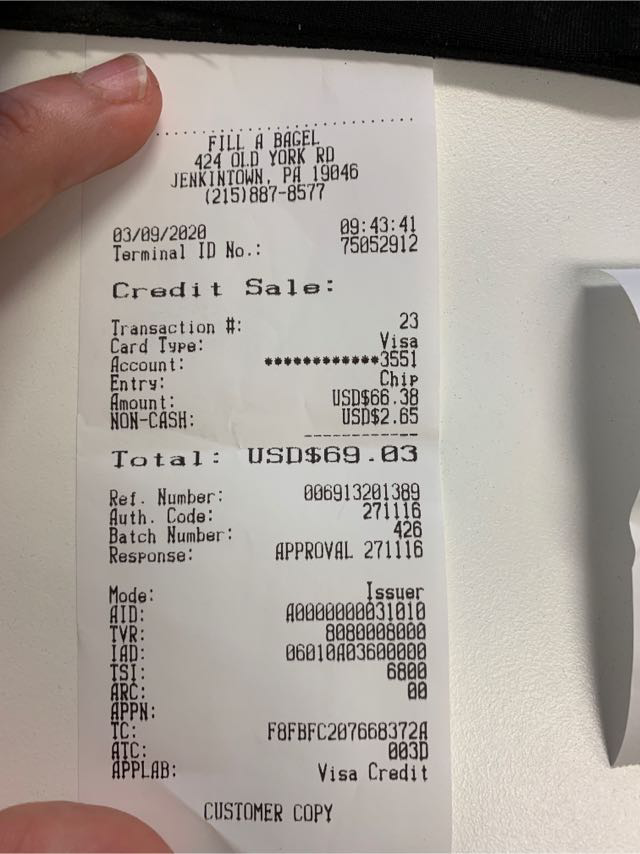 FILL A BAGEL
424 OLD YORK RD
JENKINTOWN, PA 19046
(215)887-8577
03/09/2020 09:43:41
Terminal ID No.: 75052912
Credit Sale:
Transaction #: 23
Card Type: Visa
Account: ************3551
Entry: Chip
Amount: USD$66.38
NON-CASH: USD$2.65
Total: USD$69.03
Ref. Number: 006913201389
Auth. Code: 271116
Batch Number: 426
Response: APPROVAL 271116
Mode: Issuer
AID: A0000000031010
TVR: 8080008000
IAD: 06010A03600000
TSI: 6800
ARC: 00
APPN:
TC: F8FBFC207668372A
ATC: 003D
APPLAB: Visa Credit
CUSTOMER COPY